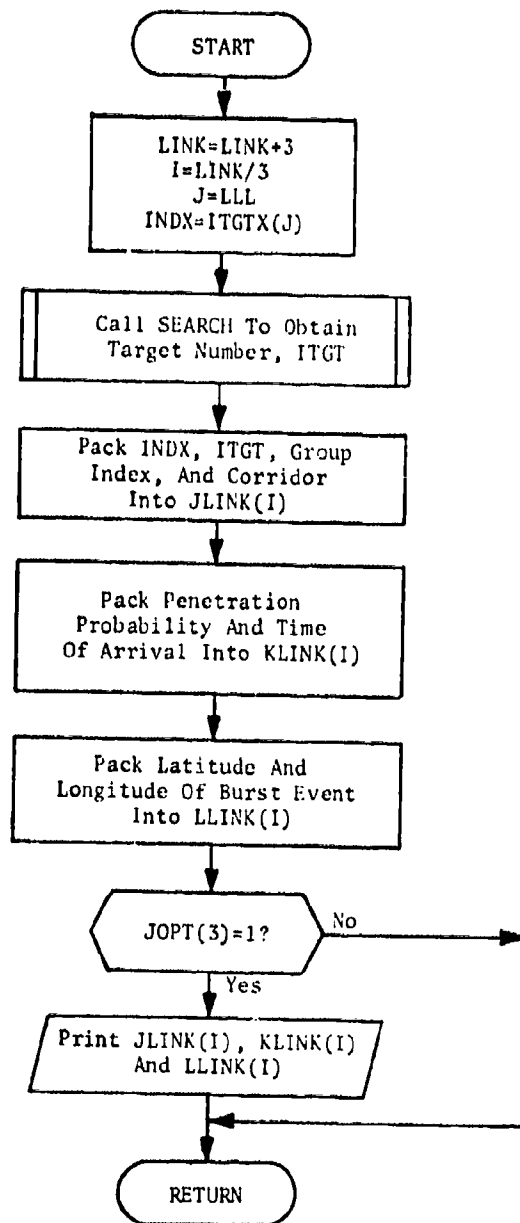 START
LINK=LINK+3
I=LINK/3
J=LLL
INDX=ITGTX(J)
Call SEARCH To Obtain
Target Number, ITGT
Pack INDX, ITGT, Group
Index, And Corridor
Into JLINK(I)
Pack Penetration
Probability And Time
Of Arrival Into KLINK(I)
Pack Latitude And
Longitude Of Burst Event
Into LLINK(I)
JOPT(3)=1?
No
Yes
Print JLINK(I), KLINK(I)
And LLINK(I)
RETURN